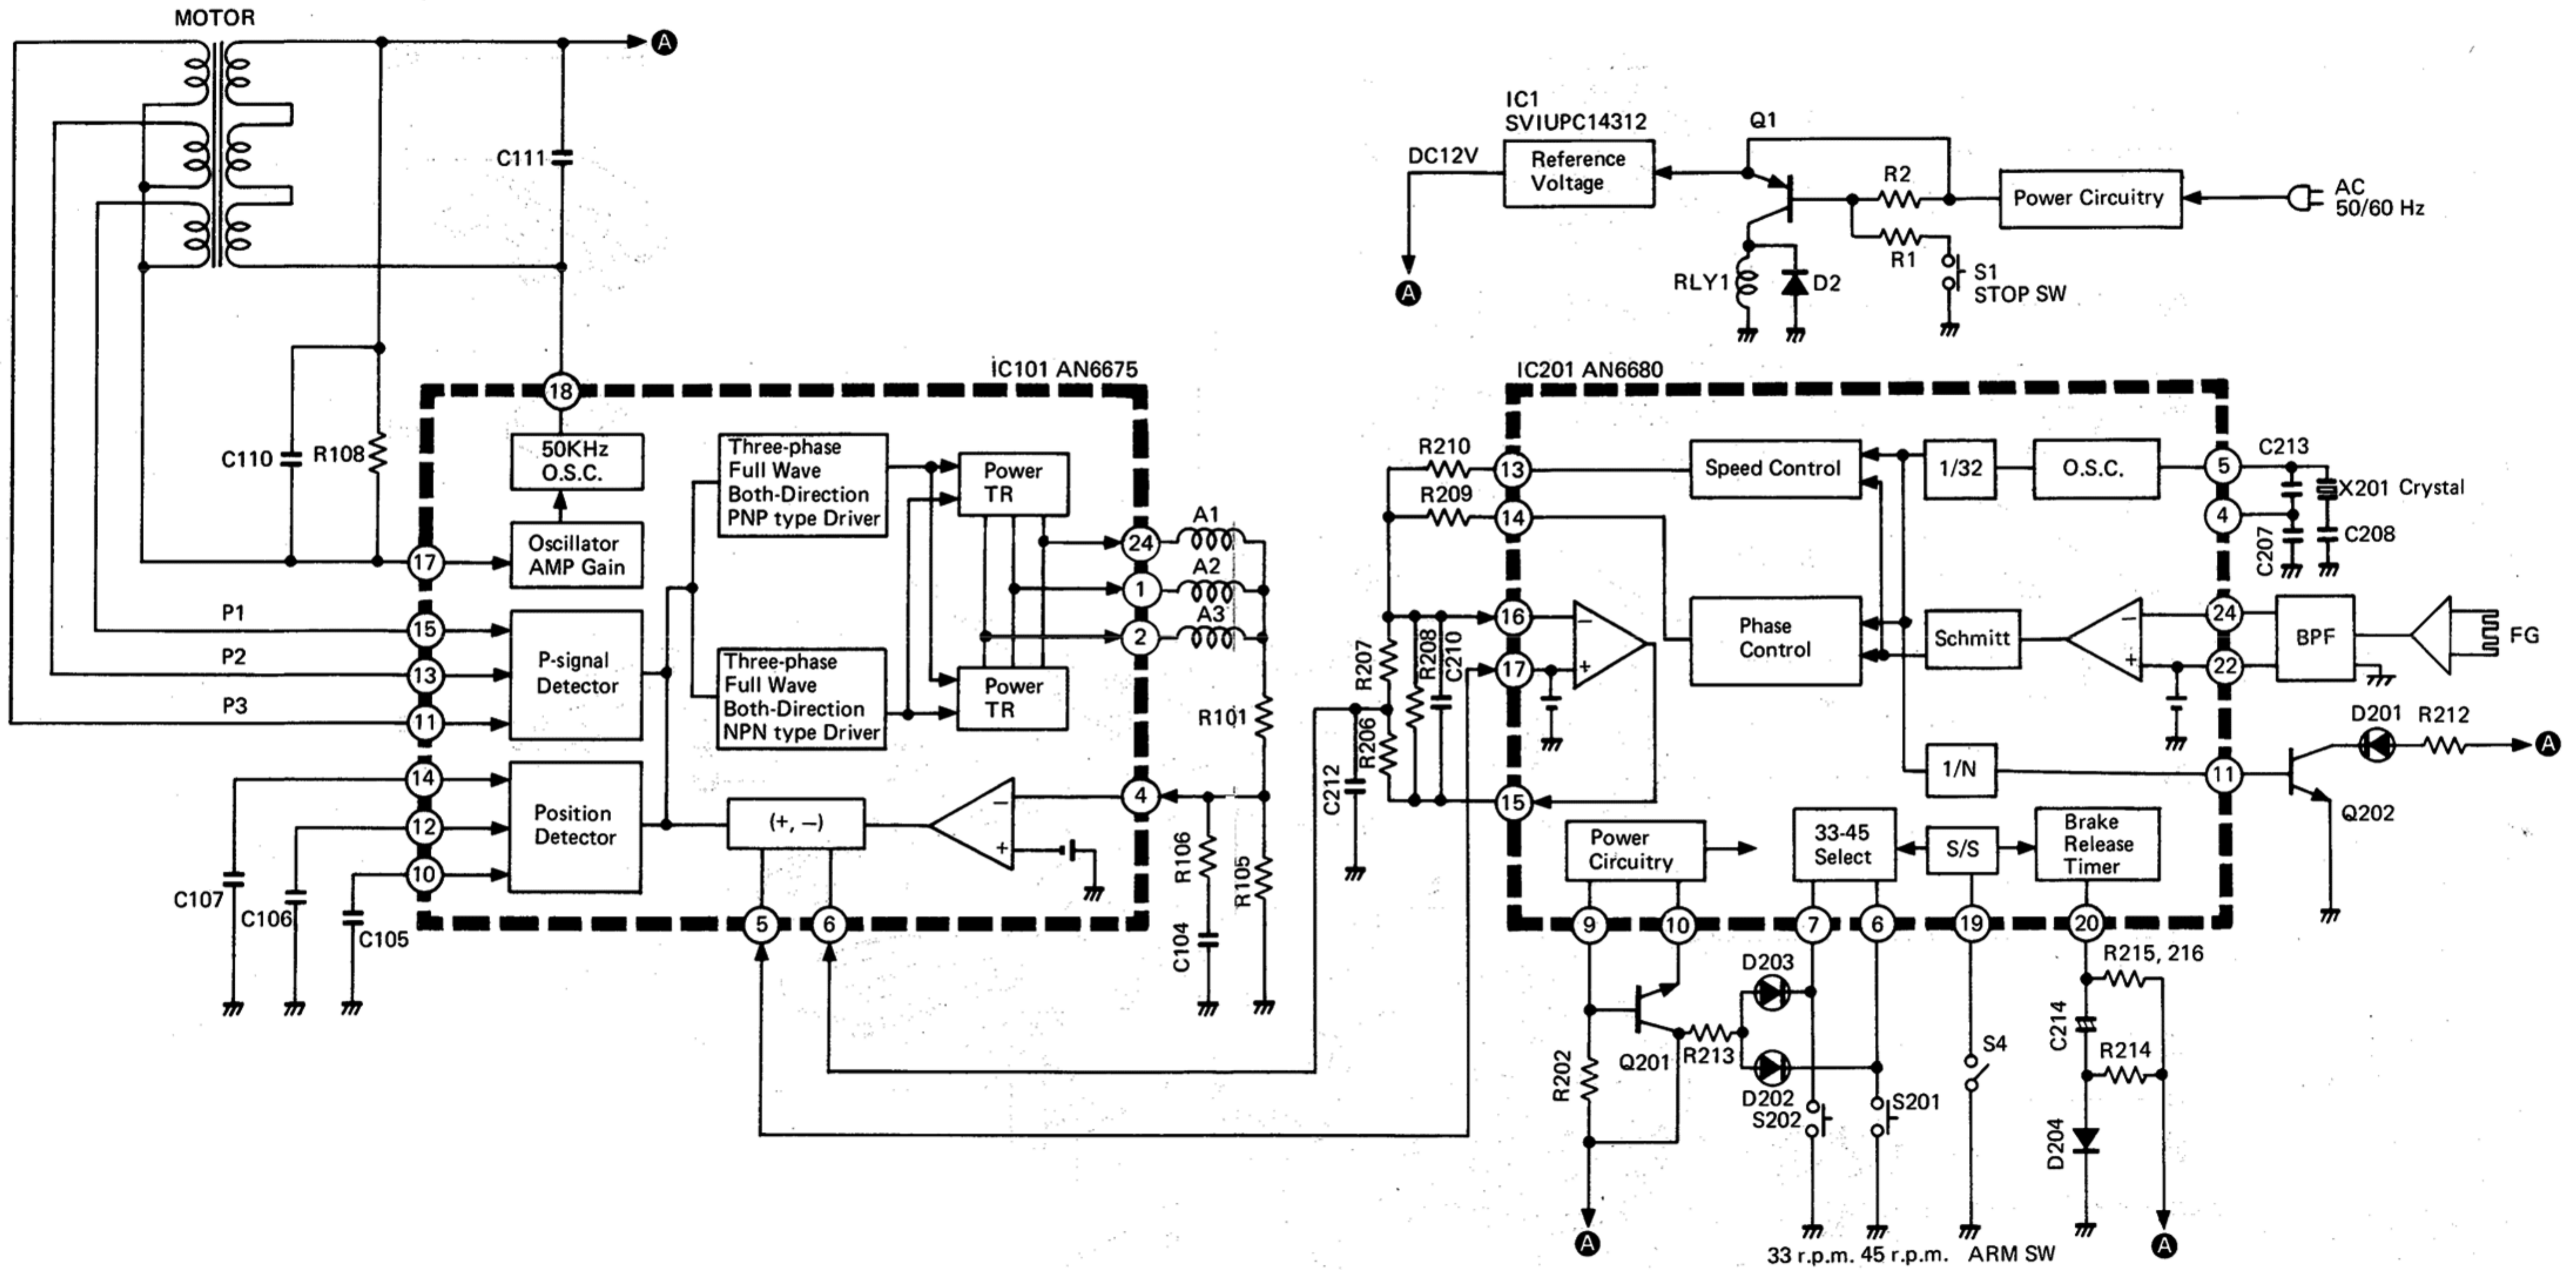 MOTOR
A
C111
C110
R108
18
IC101 AN6675
50KHz
O.S.C.
Oscillator
AMP Gain
17
P1
15
P2
13
P3
11
P-signal
Detector
14
12
10
Position
Detector
C107
C106
C105
Three-phase
Full Wave
Both-Direction
PNP type Driver
Three-phase
Full Wave
Both-Direction
NPN type Driver
Power
TR
Power
TR
24
1
2
A1
A2
A3
R101
4
(+, −)
−
+
5
6
R106
C104
R105
IC1
SVIUPC14312
DC12V
Reference
Voltage
A
Q1
R2
R1
RLY1
D2
S1
STOP SW
Power Circuitry
AC
50/60 Hz
IC201 AN6680
R210
13
R209
14
16
17
15
R207
R208
C210
R206
C212
−
+
Speed Control
Phase
Control
1/32
O.S.C.
Schmitt
−
+
1/N
5
4
C213
X201 Crystal
C207
C208
24
22
BPF
FG
D201
R212
A
11
Q202
Power
Circuitry
33-45
Select
S/S
Brake
Release
Timer
9
10
7
6
19
20
R202
Q201
R213
D203
D202
S202
S201
S4
R215, 216
C214
R214
D204
A
A
33 r.p.m.
45 r.p.m.
ARM SW